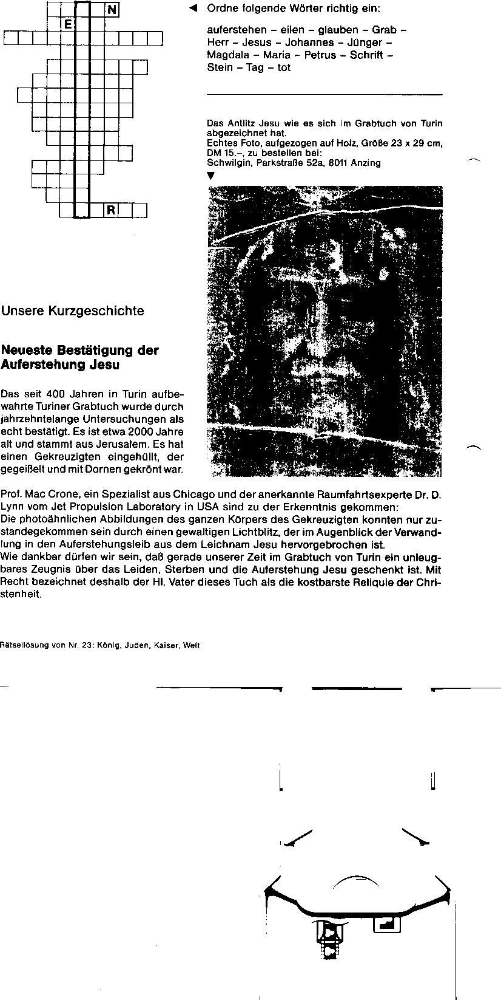 N
E
R
◄ Ordne folgende Wörter richtig ein:
auferstehen – eilen – glauben – Grab –
Herr – Jesus – Johannes – Jünger –
Magdala – Maria – Petrus – Schrift –
Stein – Tag – tot
Das Antlitz Jesu wie es sich im Grabtuch von Turin
abgezeichnet hat.
Echtes Foto, aufgezogen auf Holz, Größe 23 x 29 cm,
DM 15.–, zu bestellen bei:
Schwilgin, Parkstraße 52a, 8011 Anzing
▼
Unsere Kurzgeschichte
Neueste Bestätigung der
Auferstehung Jesu
Das seit 400 Jahren in Turin aufbe-
wahrte Turiner Grabtuch wurde durch
jahrzehntelange Untersuchungen als
echt bestätigt. Es ist etwa 2000 Jahre
alt und stammt aus Jerusalem. Es hat
einen Gekreuzigten eingehüllt, der
gegeißelt und mit Dornen gekrönt war.
Prof. Mac Crone, ein Spezialist aus Chicago und der anerkannte Raumfahrtsexperte Dr. D.
Lynn vom Jet Propulsion Laboratory in USA sind zu der Erkenntnis gekommen:
Die photoähnlichen Abbildungen des ganzen Körpers des Gekreuzigten konnten nur zu-
standegekommen sein durch einen gewaltigen Lichtblitz, der im Augenblick der Verwand-
lung in den Auferstehungsleib aus dem Leichnam Jesu hervorgebrochen ist.
Wie dankbar dürfen wir sein, daß gerade unserer Zeit im Grabtuch von Turin ein unleug-
bares Zeugnis über das Leiden, Sterben und die Auferstehung Jesu geschenkt ist. Mit
Recht bezeichnet deshalb der Hl. Vater dieses Tuch als die kostbarste Reliquie der Chri-
stenheit.
Rätsellösung von Nr. 23: König, Juden, Kaiser, Welt